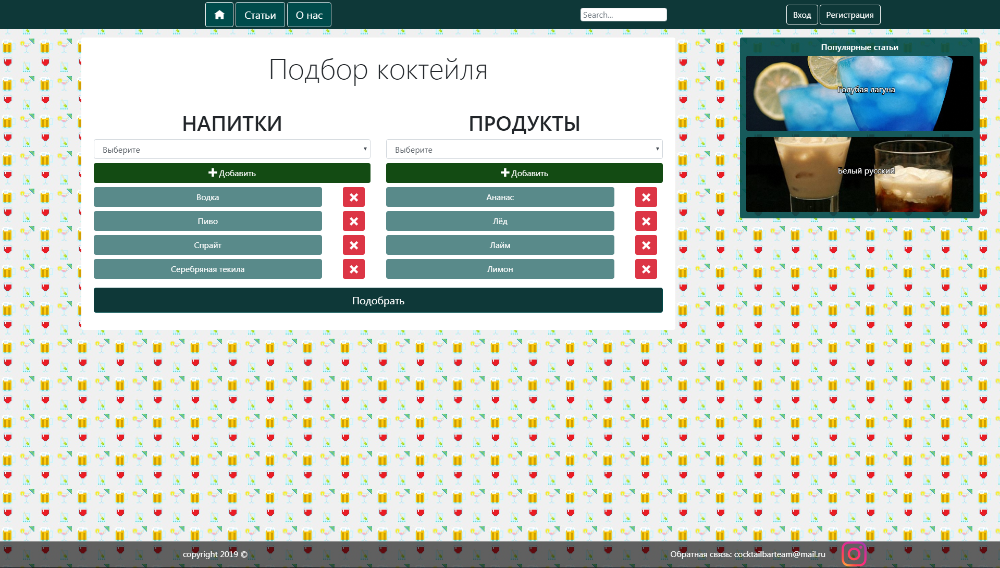 Статьи
О нас
Search...
Вход
Регистрация
Подбор коктейля
НАПИТКИ
Выберите
Добавить
Водка
Пиво
Спрайт
Серебряная текила
ПРОДУКТЫ
Выберите
Добавить
Ананас
Лёд
Лайм
Лимон
Подобрать
Популярные статьи
Голубая лагуна
Белый русский
copyright 2019 ©
Обратная связь: cocktailbarteam@mail.ru